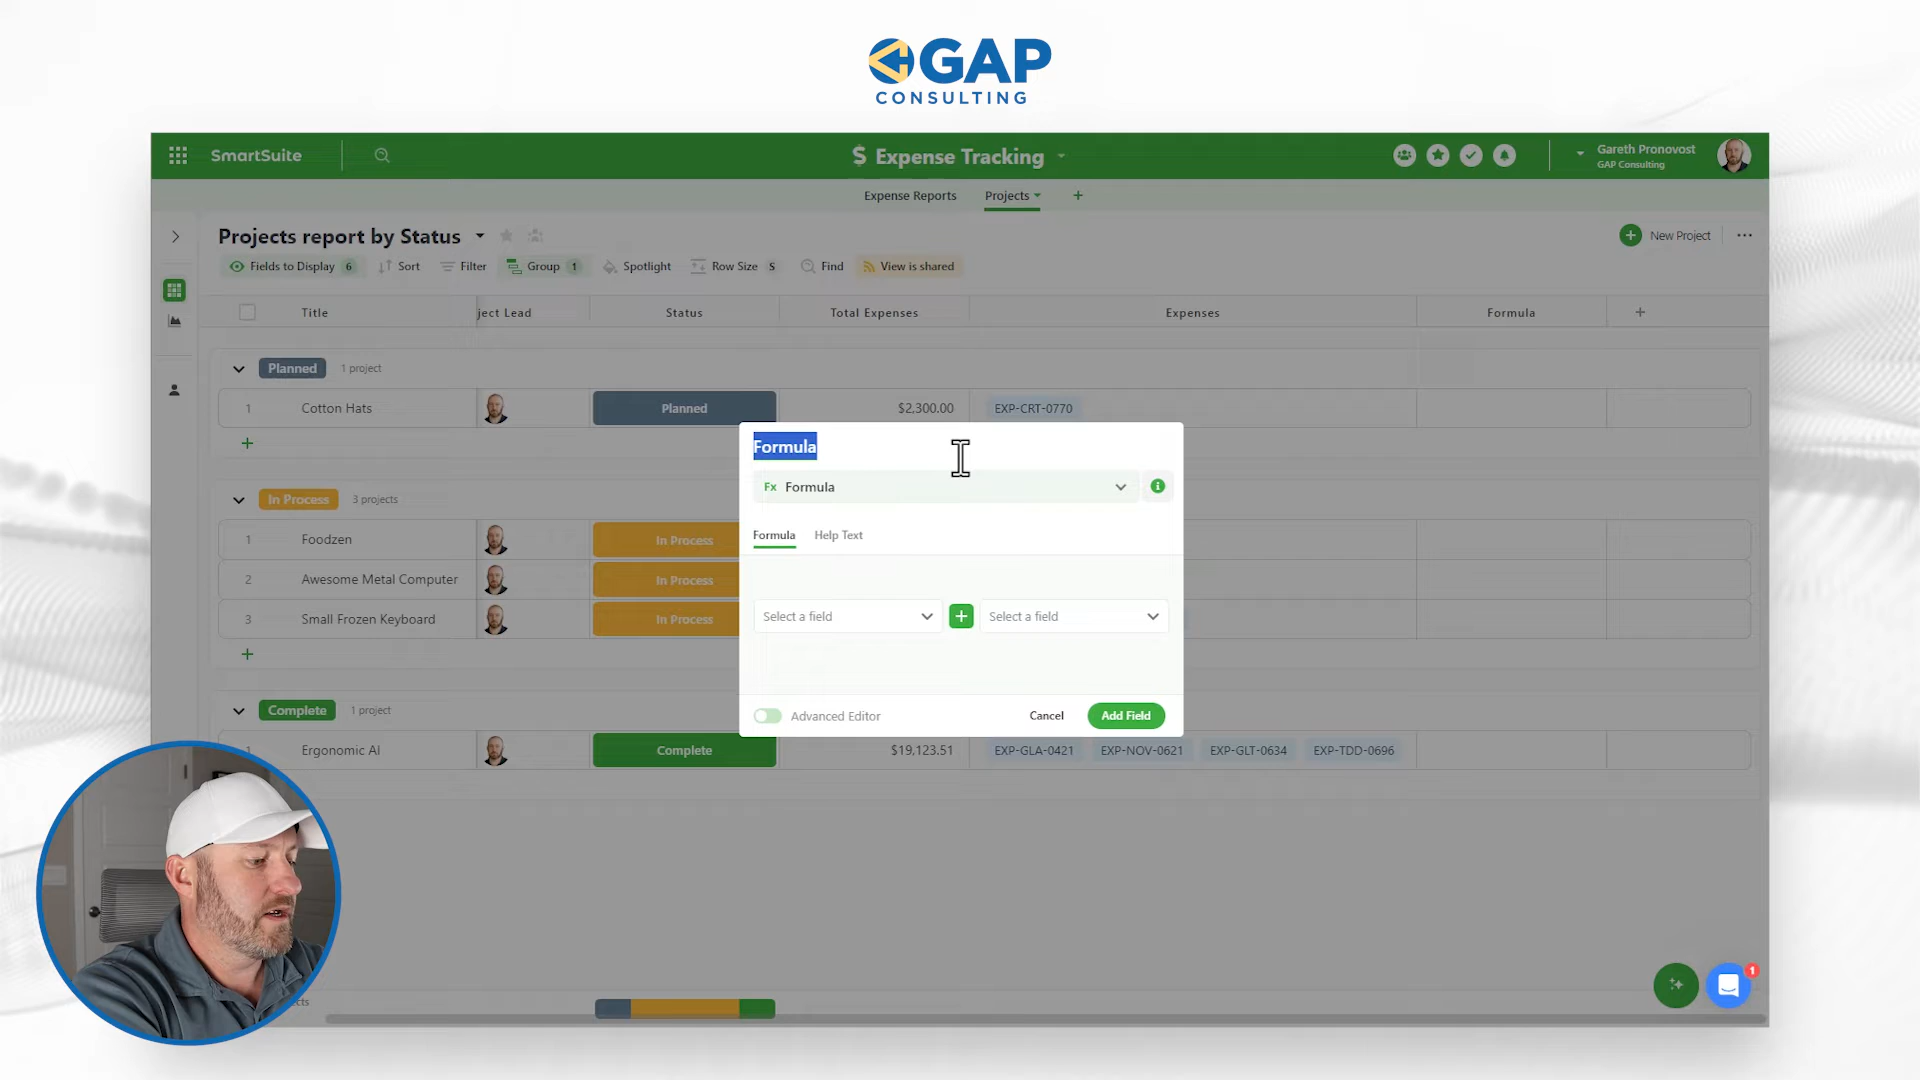 GAP
CONSULTING
SmartSuite
$ Expense Tracking
Gareth Pronovost
GAP Consulting
Expense Reports
Projects
+
Projects report by Status
New Project
Fields to Display 6
Sort
Filter
Group 1
Spotlight
Row Size S
Find
View is shared
Title
ject Lead
Status
Total Expenses
Expenses
Formula
+
Planned 1 project
1 Cotton Hats Planned $2,300.00 EXP-CRT-0770
+
Formula
Fx Formula
Formula
Help Text
Select a field
+
Select a field
Advanced Editor
Cancel
Add Field
In Process 3 projects
1 Foodzen In Process
2 Awesome Metal Computer In Process
3 Small Frozen Keyboard In Process
+
Complete 1 project
1 Ergonomic AI Complete $19,123.51 EXP-GLA-0421 EXP-NOV-0621 EXP-GLT-0634 EXP-TDD-0696
1